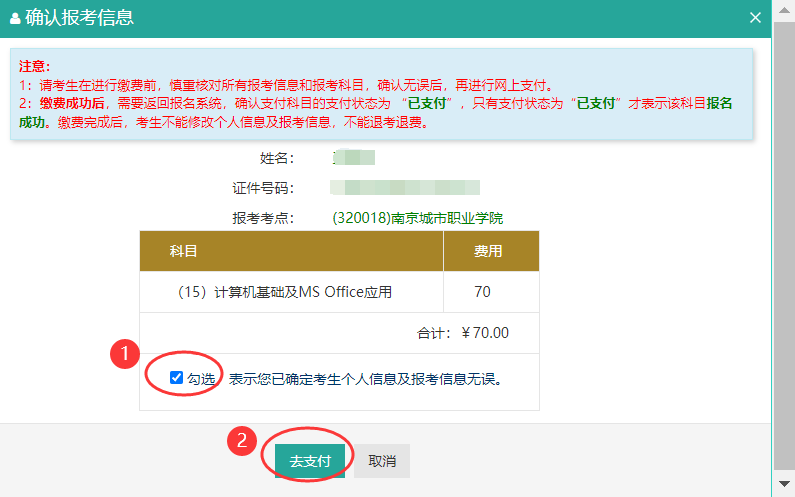 确认报考信息
注意：
1：请考生在进行缴费前，慎重核对所有报考信息和报考科目，确认无误后，再进行网上支付。
2：缴费成功后，需要返回报名系统，确认支付科目的支付状态为 “已支付”，只有支付状态为“已支付”才表示该科目报名
成功。缴费完成后，考生不能修改个人信息及报考信息，不能退考退费。
姓名：
证件号码：
报考考点： (320018)南京城市职业学院
科目 费用
（15）计算机基础及MS Office应用 70
合计：￥70.00
1
勾选 表示您已确定考生个人信息及报考信息无误。
2
去支付 取消